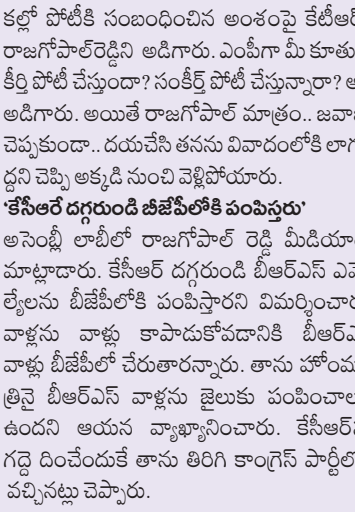 కల్లో పోటీకి సంబంధించిన అంశంపై కేటీఆర్
రాజగోపాల్‌రెడ్డిని అడిగారు. ఎంపీగా మీ కూతు
కీర్తి పోటీ చేస్తుందా? సంకీర్త్ పోటీ చేస్తున్నారా?
అడిగారు. అయితే రాజగోపాల్ మాత్రం.. జవా
చెప్పకుండా.. దయచేసి తనను వివాదంలోకి లాగ
ద్దని చెప్పి అక్కడి నుంచి వెళ్లిపోయారు.
‘కేసీఆరే దగ్గరుండి బీజేపీలోకి పంపిస్తరు’
అసెంబ్లీ లాబీలో రాజగోపాల్ రెడ్డి మీడియా
మాట్లాడారు. కేసీఆర్ దగ్గరుండి బీఆర్ఎస్ ఎమ్మె
ల్యేలను బీజేపీలోకి పంపిస్తారని విమర్శించార
వాళ్లను వాళ్లు కాపాడుకోవడానికి బీఆర్ఎ
వాళ్లు బీజేపీలో చేరుతారన్నారు. తాను హోంమ
త్రినై బీఆర్ఎస్ వాళ్లను జైలుకు పంపించాల
ఉందని ఆయన వ్యాఖ్యానించారు. కేసీఆర్‌న
గద్దె దించేందుకే తాను తిరిగి కాంగ్రెస్ పార్టీలో
వచ్చినట్లు చెప్పారు.